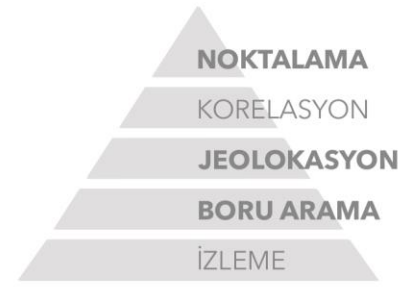 NOKTALAMA
KORELASYON
JEOLOKASYON
BORU ARAMA
İZLEME